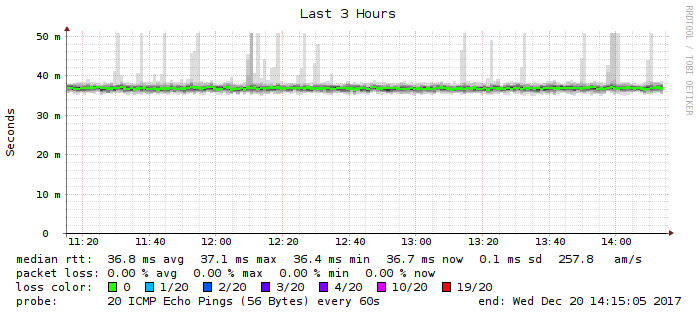 Last 3 Hours
RRDTOOL / TOBI OETIKER
Seconds
50 m
40 m
30 m
20 m
10 m
0
11:20 11:40 12:00 12:20 12:40 13:00 13:20 13:40 14:00
median rtt: 36.8 ms avg 37.1 ms max 36.4 ms min 36.7 ms now 0.1 ms sd 257.8 am/s
packet loss: 0.00 % avg 0.00 % max 0.00 % min 0.00 % now
loss color: 0 1/20 2/20 3/20 4/20 10/20 19/20
probe: 20 ICMP Echo Pings (56 Bytes) every 60s end: Wed Dec 20 14:15:05 2017